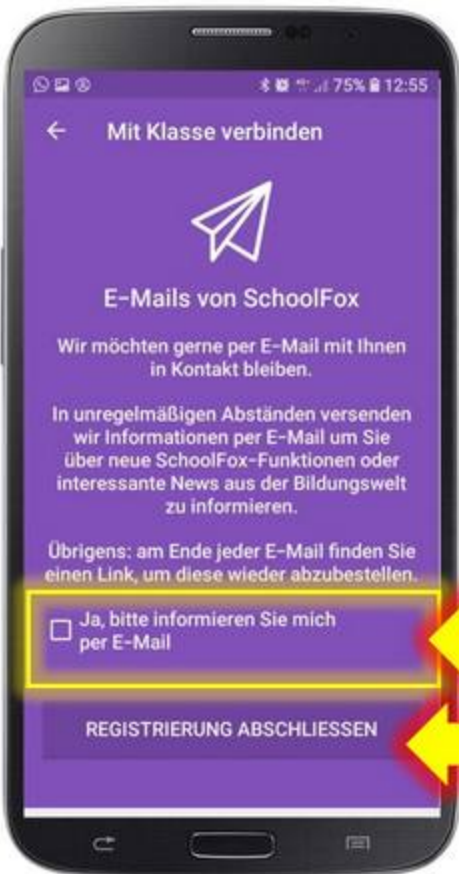 75% 12:55
Mit Klasse verbinden
E-Mails von SchoolFox
Wir möchten gerne per E-Mail mit Ihnen
in Kontakt bleiben.
In unregelmäßigen Abständen versenden
wir Informationen per E-Mail um Sie
über neue SchoolFox-Funktionen oder
interessante News aus der Bildungswelt
zu informieren.
Übrigens: am Ende jeder E-Mail finden Sie
einen Link, um diese wieder abzubestellen.
Ja, bitte informieren Sie mich
per E-Mail
REGISTRIERUNG ABSCHLIESSEN